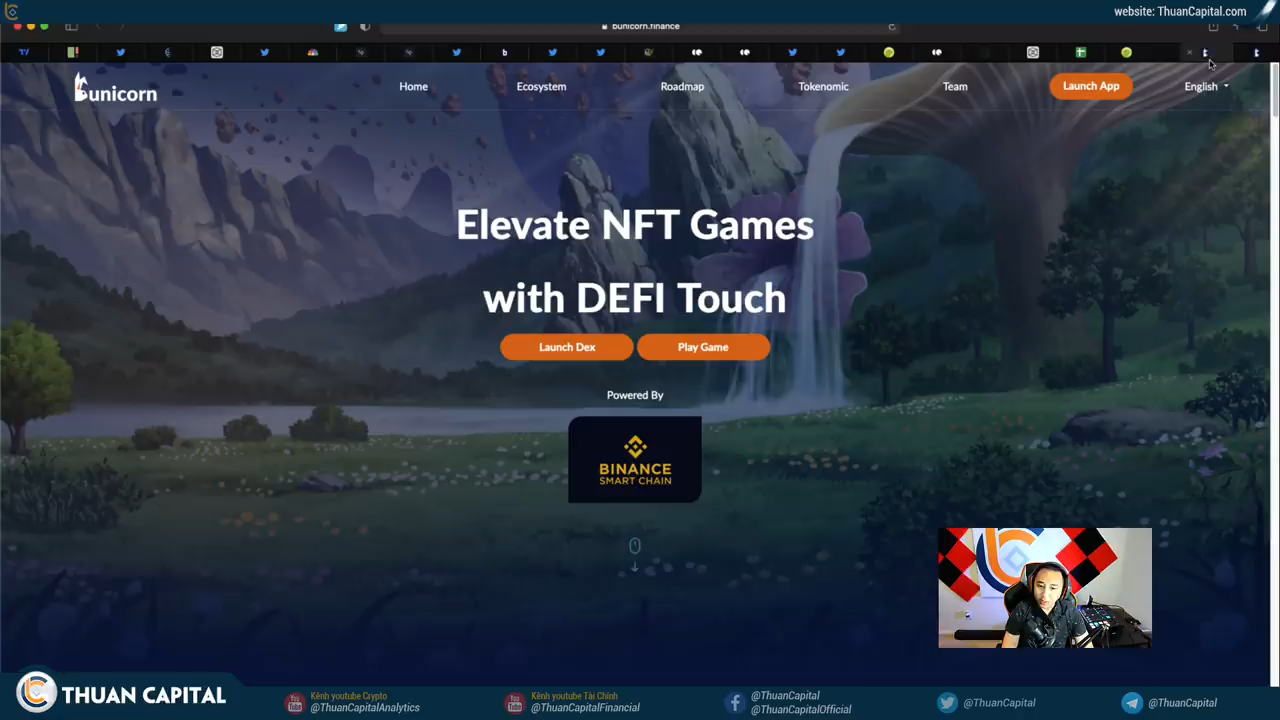 website: ThuanCapital.com
bunicorn.finance
Bunicorn
Home
Ecosystem
Roadmap
Tokenomic
Team
Launch App
English
Elevate NFT Games
with DEFI Touch
Launch Dex
Play Game
Powered By
BINANCE
SMART CHAIN
THUAN CAPITAL
Kênh youtube Crypto
@ThuanCapitalAnalytics
Kênh youtube Tài Chính
@ThuanCapitalFinancial
@ThuanCapital
@ThuanCapitalOfficial
@ThuanCapital
@ThuanCapital